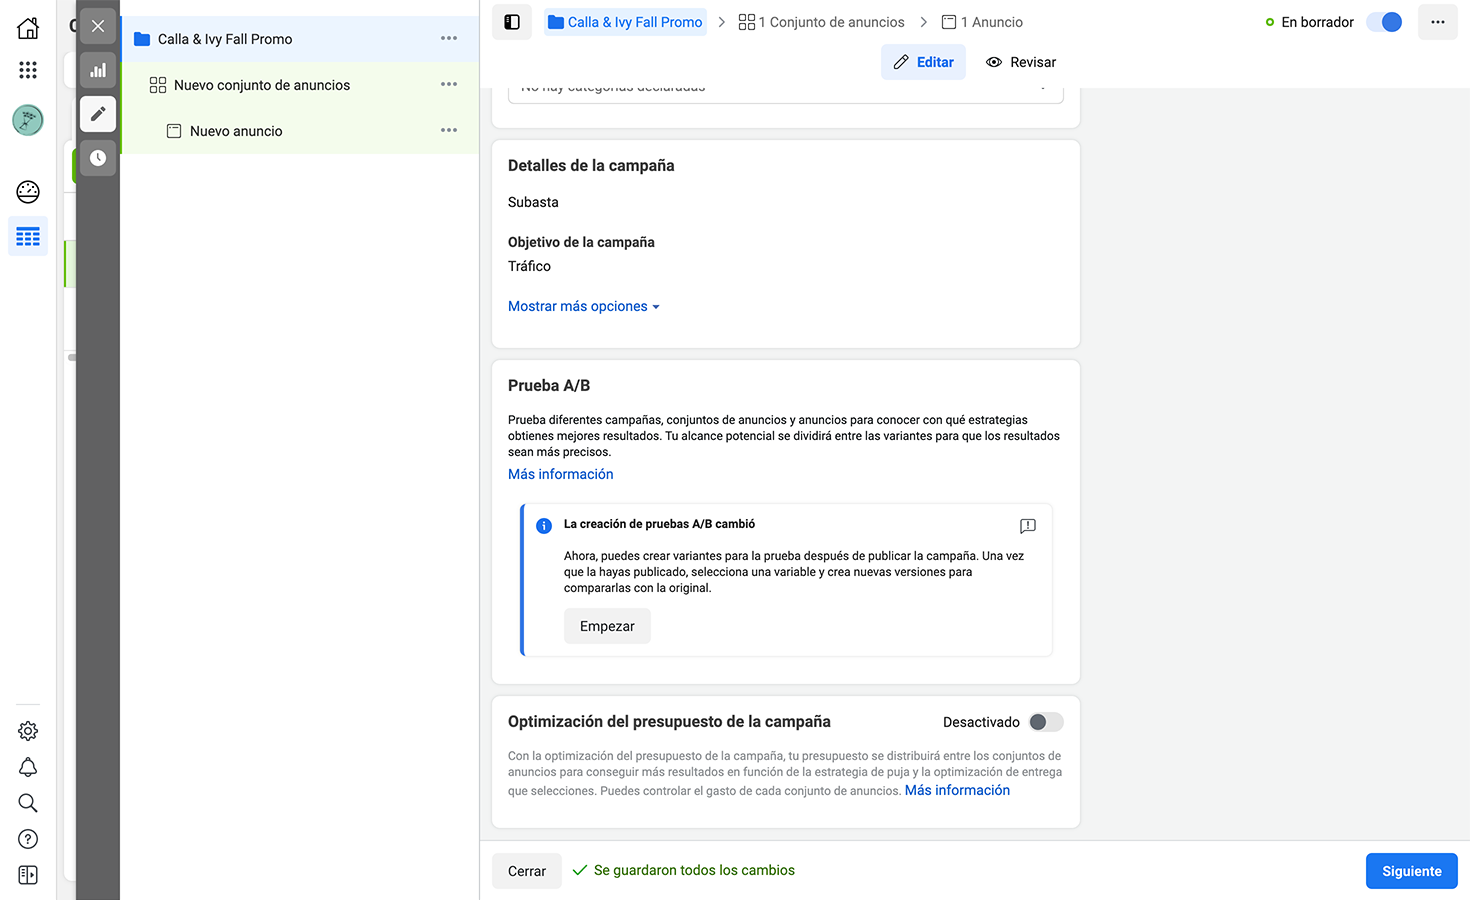 Calla & Ivy Fall Promo
Nuevo conjunto de anuncios
Nuevo anuncio
Calla & Ivy Fall Promo
1 Conjunto de anuncios
1 Anuncio
En borrador
Editar
Revisar
No hay categorías declaradas
Detalles de la campaña
Subasta
Objetivo de la campaña
Tráfico
Mostrar más opciones
Prueba A/B
Prueba diferentes campañas, conjuntos de anuncios y anuncios para conocer con qué estrategias
obtienes mejores resultados. Tu alcance potencial se dividirá entre las variantes para que los resultados
sean más precisos.
Más información
La creación de pruebas A/B cambió
Ahora, puedes crear variantes para la prueba después de publicar la campaña. Una vez
que la hayas publicado, selecciona una variable y crea nuevas versiones para
compararlas con la original.
Empezar
Optimización del presupuesto de la campaña
Desactivado
Con la optimización del presupuesto de la campaña, tu presupuesto se distribuirá entre los conjuntos de
anuncios para conseguir más resultados en función de la estrategia de puja y la optimización de entrega
que selecciones. Puedes controlar el gasto de cada conjunto de anuncios. Más información
Cerrar
Se guardaron todos los cambios
Siguiente